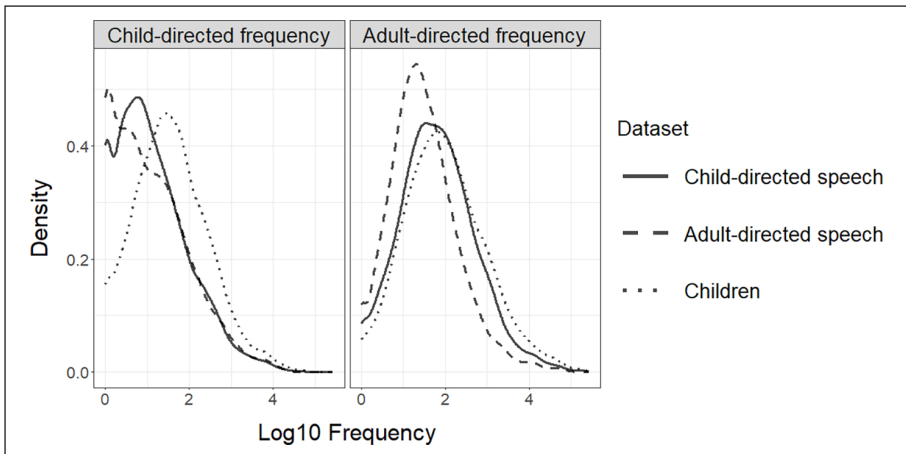 Child-directed frequency
Adult-directed frequency
Density
0.4
0.2
0.0
0
2
4
0
2
4
Log10 Frequency
Dataset
Child-directed speech
Adult-directed speech
Children